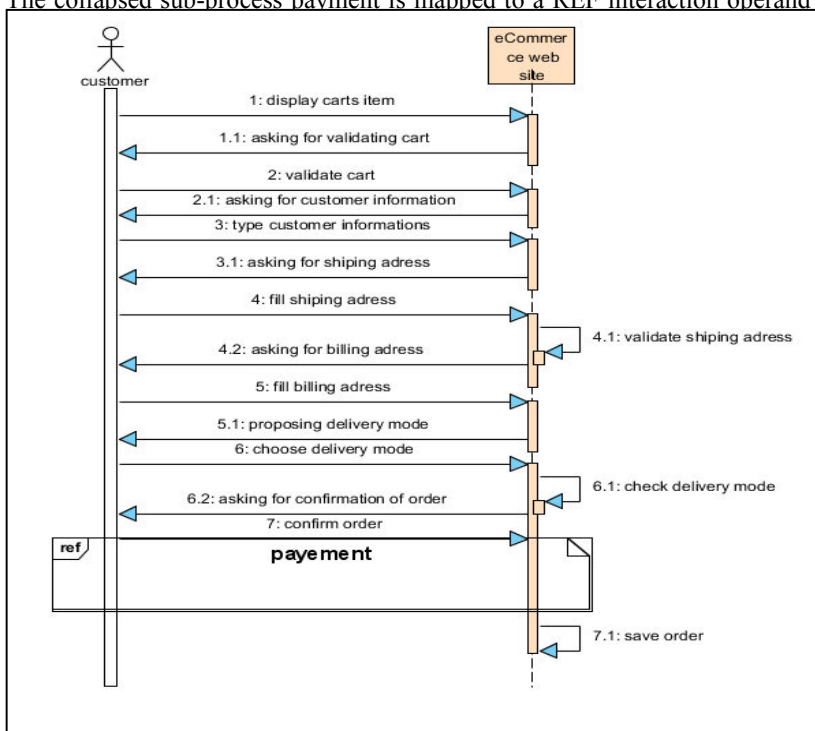 The collapsed sub-process payment is mapped to a REF interaction operand
eCommer
ce web
site
customer
1: display carts item
1.1: asking for validating cart
2: validate cart
2.1: asking for customer information
3: type customer informations
3.1: asking for shiping adress
4: fill shiping adress
4.1: validate shiping adress
4.2: asking for billing adress
5: fill billing adress
5.1: proposing delivery mode
6: choose delivery mode
6.1: check delivery mode
6.2: asking for confirmation of order
7: confirm order
ref
payement
7.1: save order